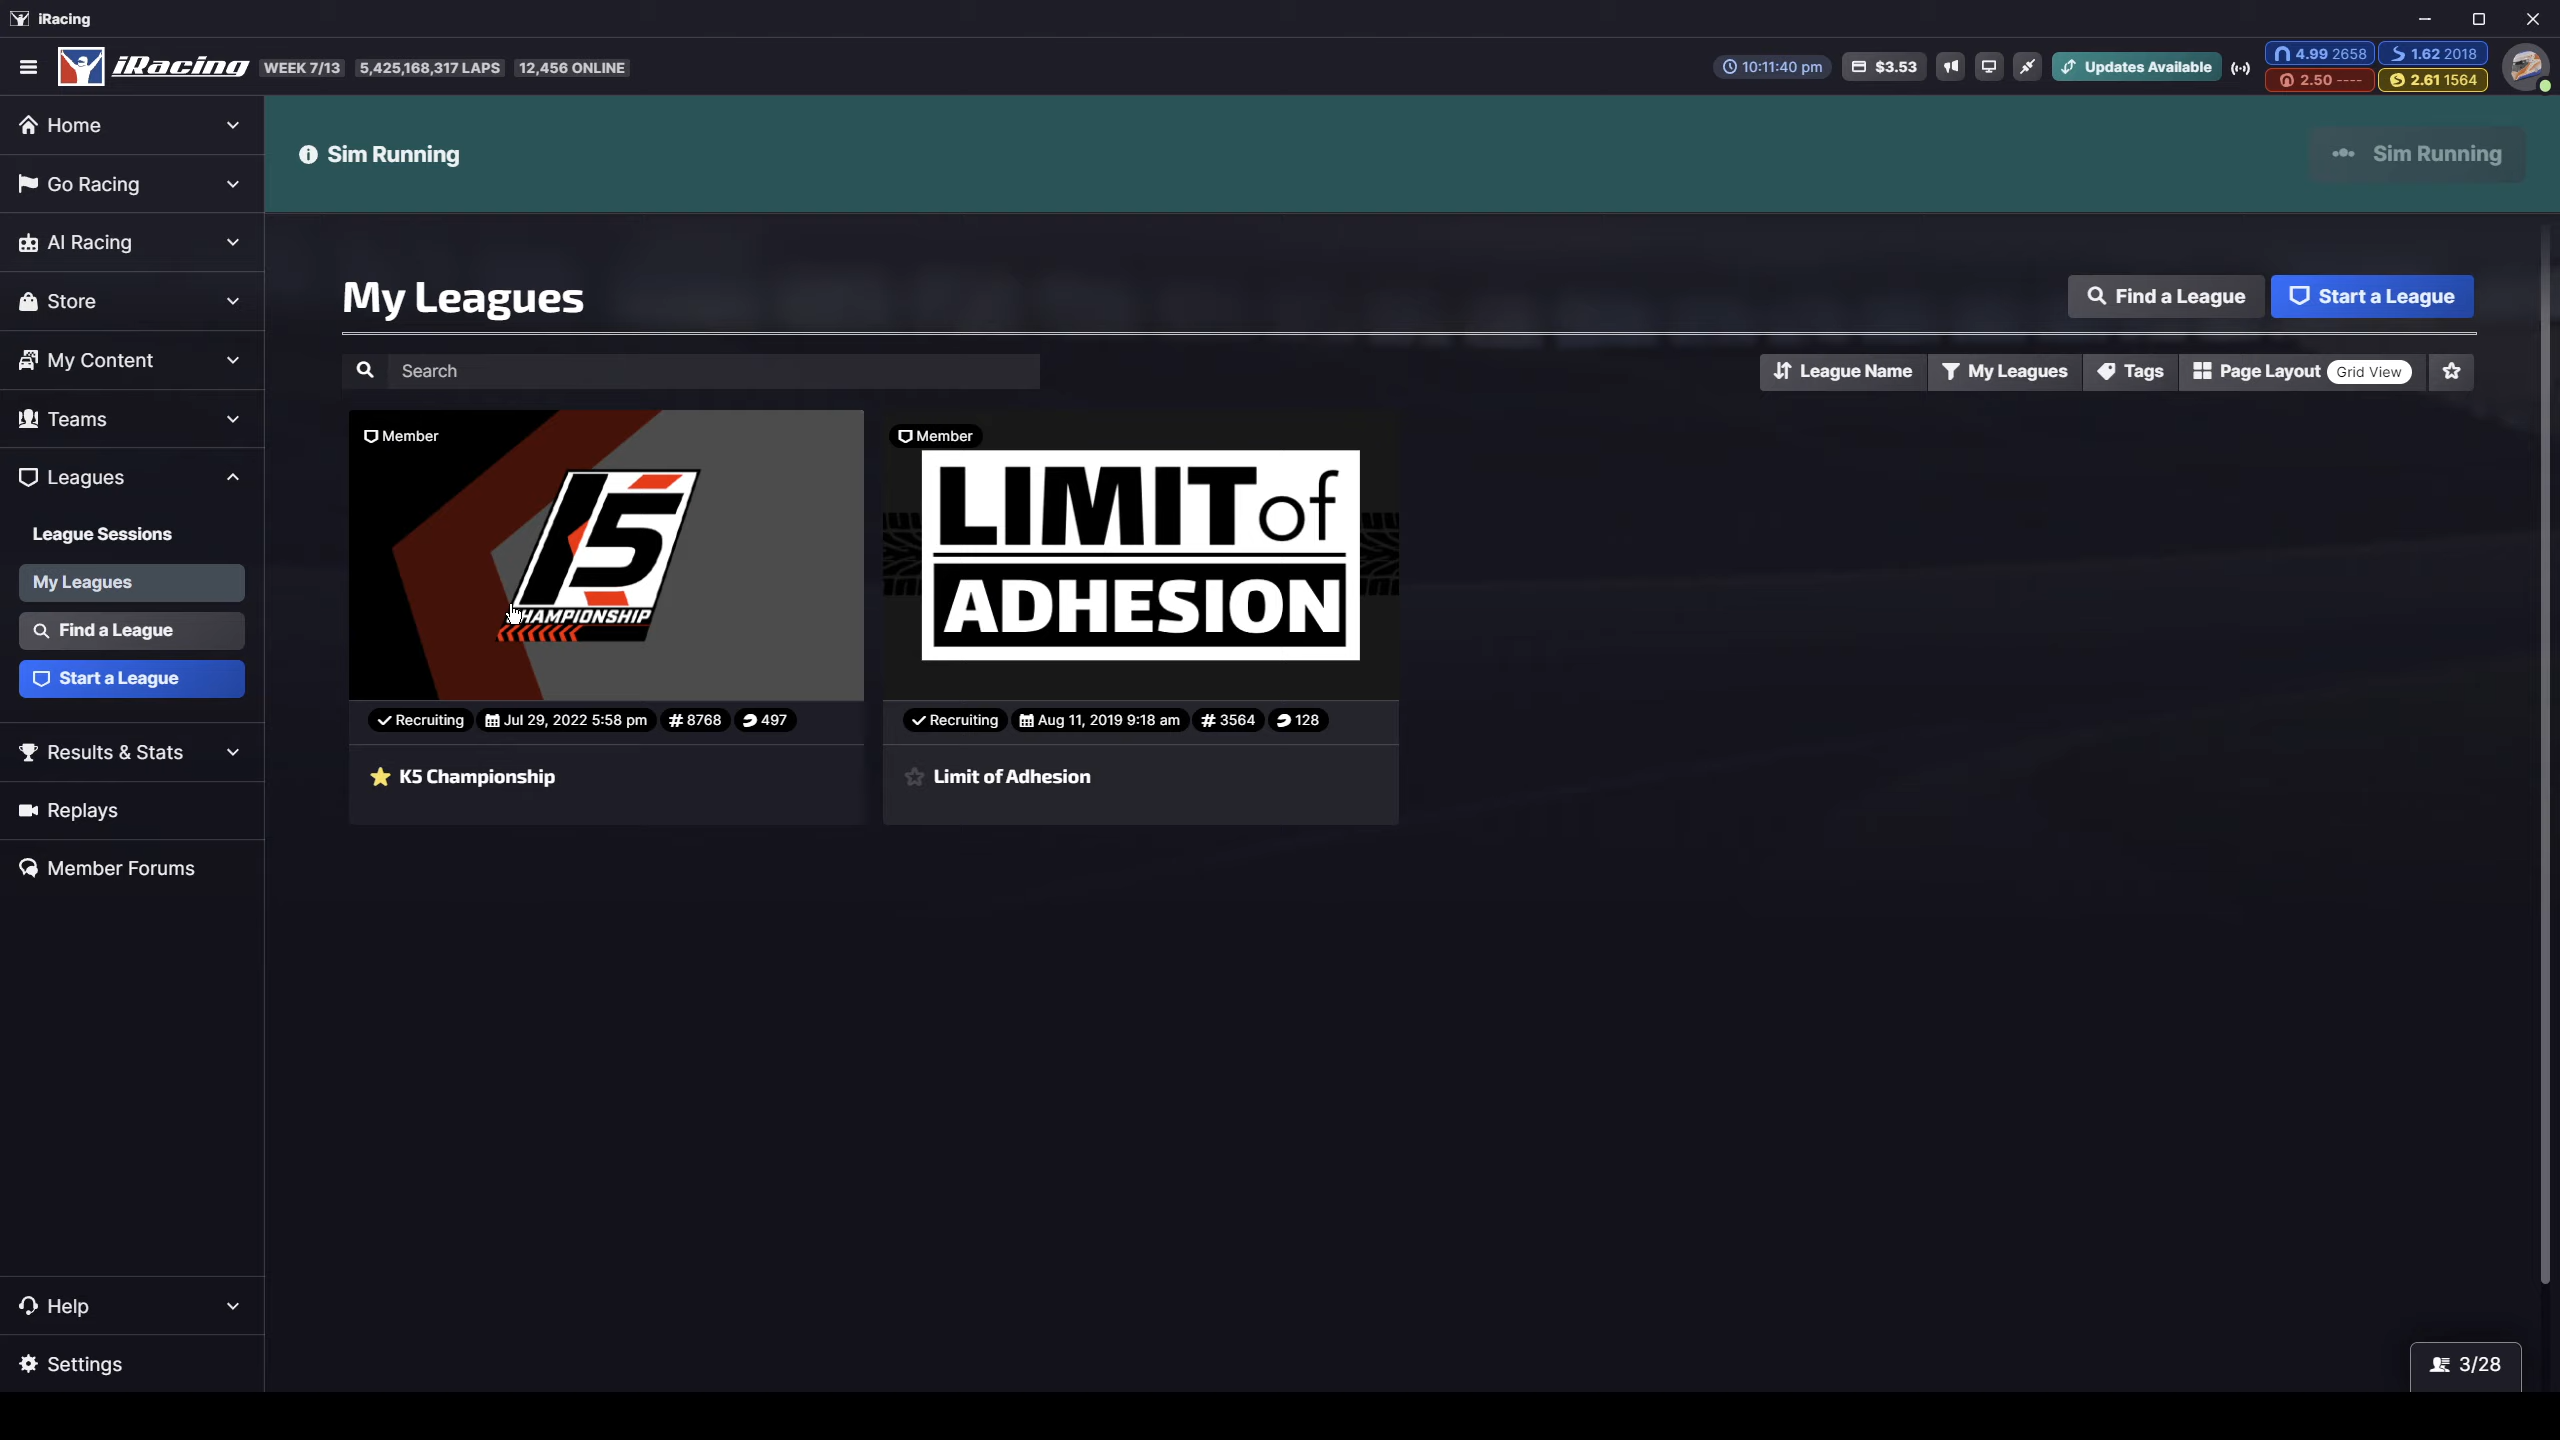 iRacing
iRacing WEEK 7/13 5,425,168,317 LAPS 12,456 ONLINE
10:11:40 pm $3.53 Updates Available
4.99 2658 1.62 2018
2.50 ---- 2.61 1564
Home
Go Racing
AI Racing
Store
My Content
Teams
Leagues
League Sessions
My Leagues
Find a League
Start a League
Results & Stats
Replays
Member Forums
Help
Settings
Sim Running
Sim Running
My Leagues
Find a League
Start a League
Search
League Name My Leagues Tags Page Layout Grid View
Member
K5
CHAMPIONSHIP
Recruiting Jul 29, 2022 5:58 pm #8768 497
K5 Championship
Member
LIMIT of
ADHESION
Recruiting Aug 11, 2019 9:18 am #3564 128
Limit of Adhesion
3/28